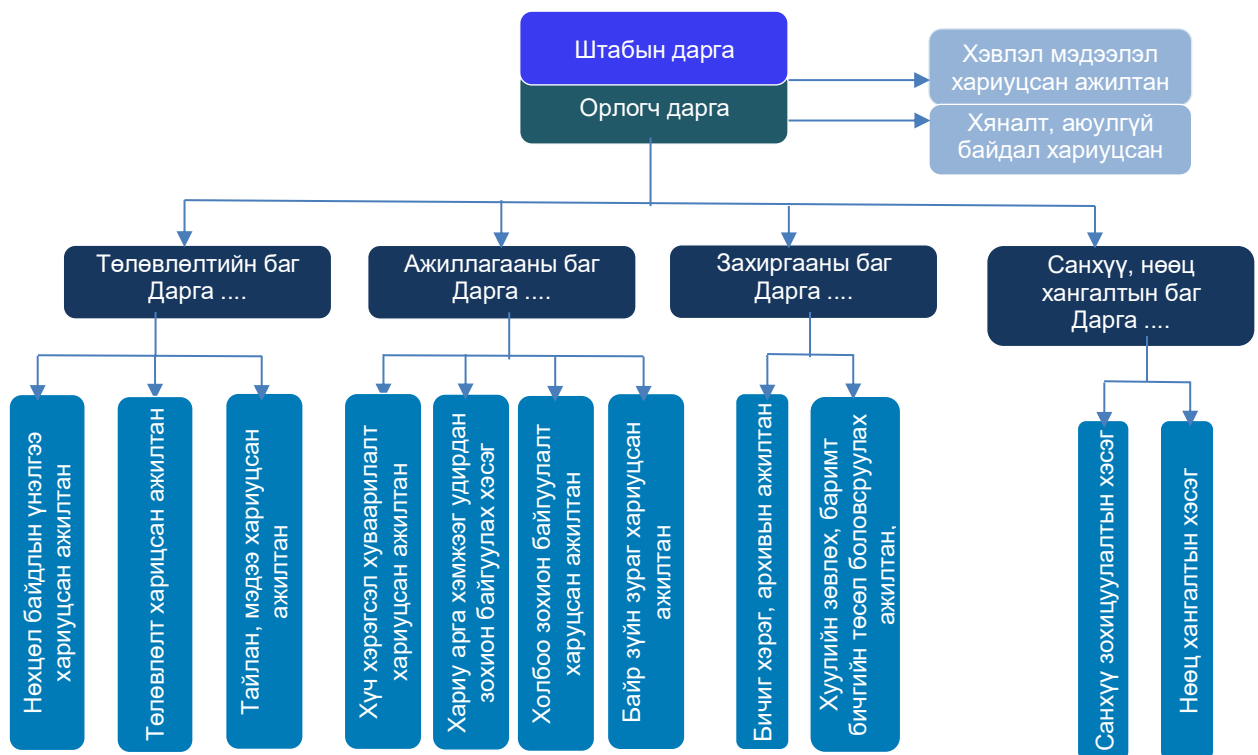 Штабын дарга
Орлогч дарга
Хэвлэл мэдээлэл
хариуцсан ажилтан
Хяналт, аюулгүй
байдал хариуцсан
Төлөвлөлтийн баг
Дарга ....
Ажиллагааны баг
Дарга ....
Захиргааны баг
Дарга ....
Санхүү, нөөц
хангалтын баг
Дарга ....
Нөхцөл байдлын үнэлгээ
хариуцсан ажилтан
Төлөвлөлт харицсан ажилтан
Тайлан, мэдээ хариуцсан
ажилтан
Хүч хэрэгсэл хуваарилалт
хариуцсан ажилтан
Хариу арга хэмжээг удирдан
зохион байгуулах хэсэг
Холбоо зохион байгуулалт
харуцсан ажилтан
Байр зүйн зураг хариуцсан
ажилтан
Бичиг хэрэг, архивын ажилтан
Хуулийн зөвлөх, баримт
бичгийн төсөл боловсруулах
ажилтан,
Санхүү зохицуулалтын хэсэг
Нөөц хангалтын хэсэг